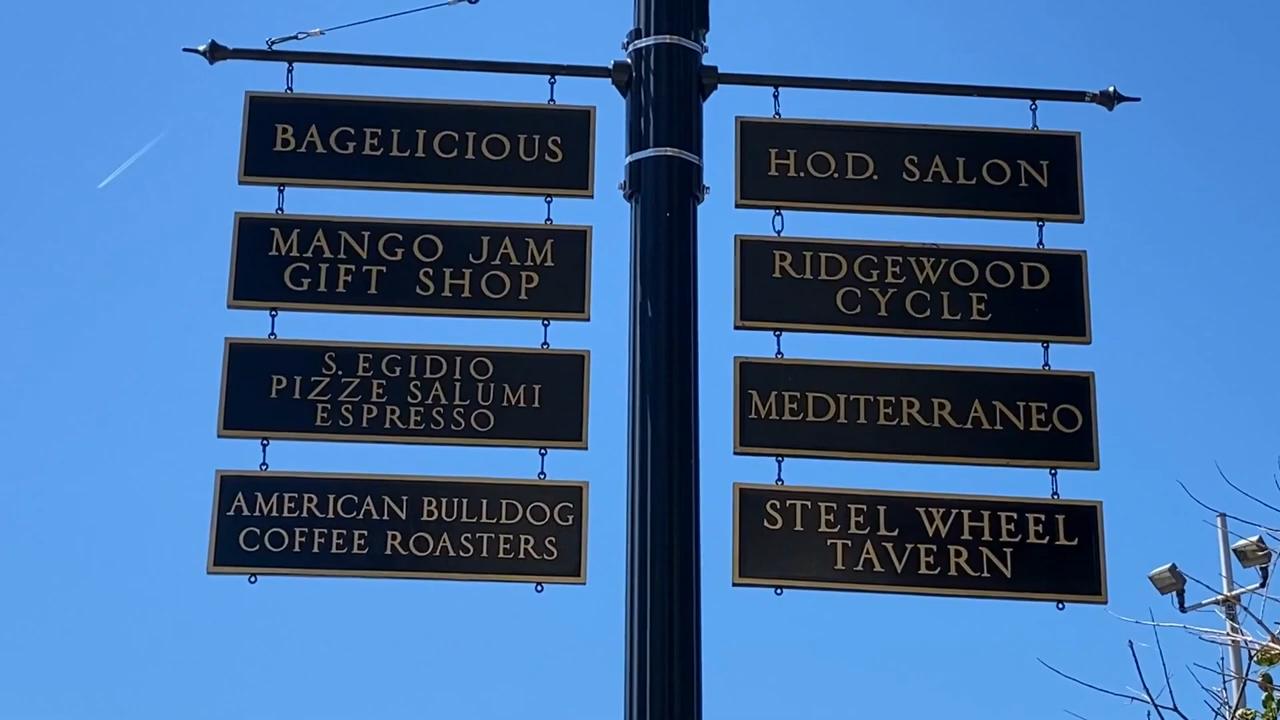 BAGELICIOUS
MANGO JAM
GIFT SHOP
S. EGIDIO
PIZZE SALUMI
ESPRESSO
AMERICAN BULLDOG
COFFEE ROASTERS
H.O.D. SALON
RIDGEWOOD
CYCLE
MEDITERRANEO
STEEL WHEEL
TAVERN